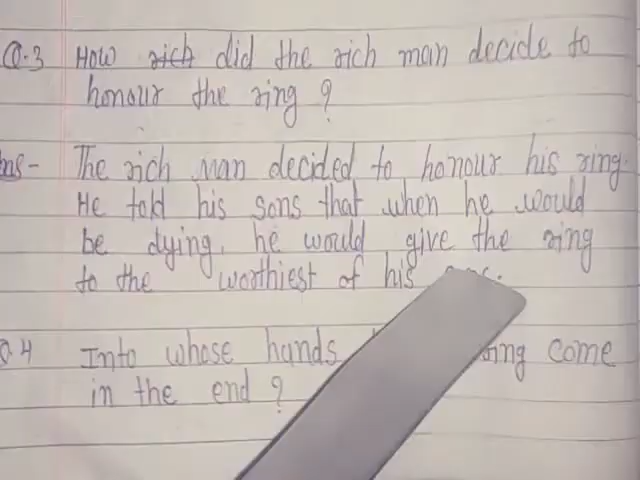 Q.3 How rich did the rich man decide to
honour the ring ?
ns- The rich man decided to honour his ring.
He told his sons that when he would
be dying, he would give the ring
to the worthiest of his
Q.4 Into whose hands ring come
in the end ?